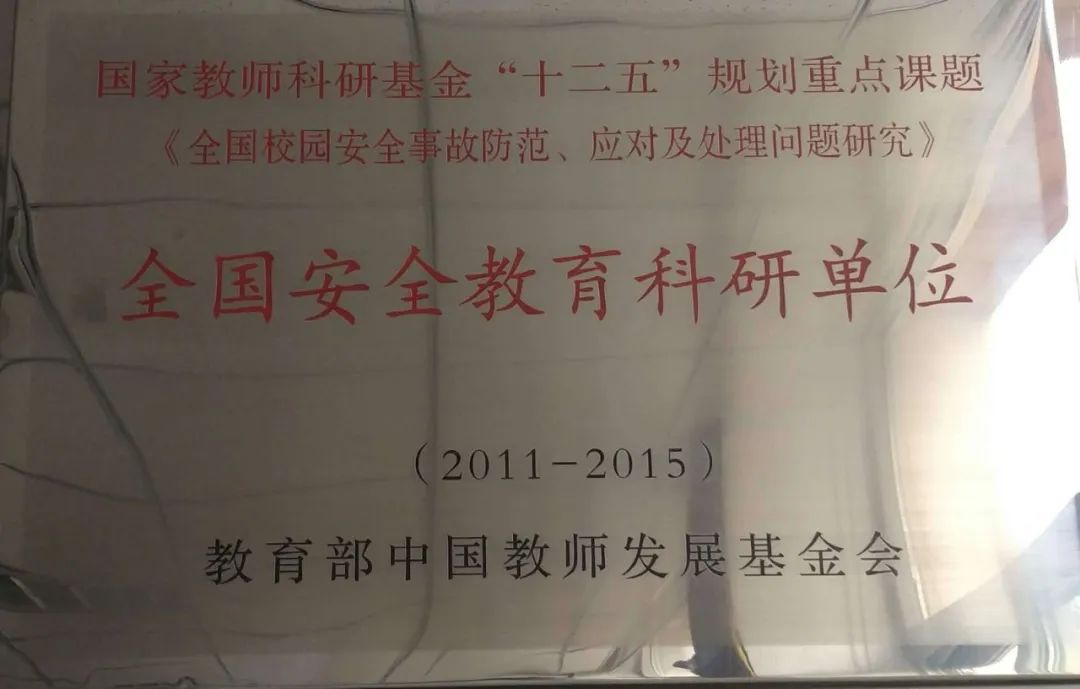 国家教师科研基金“十二五”规划重点课题
《全国校园安全事故防范、应对及处理问题研究》
全国安全教育科研单位
（2011-2015）
教育部中国教师发展基金会